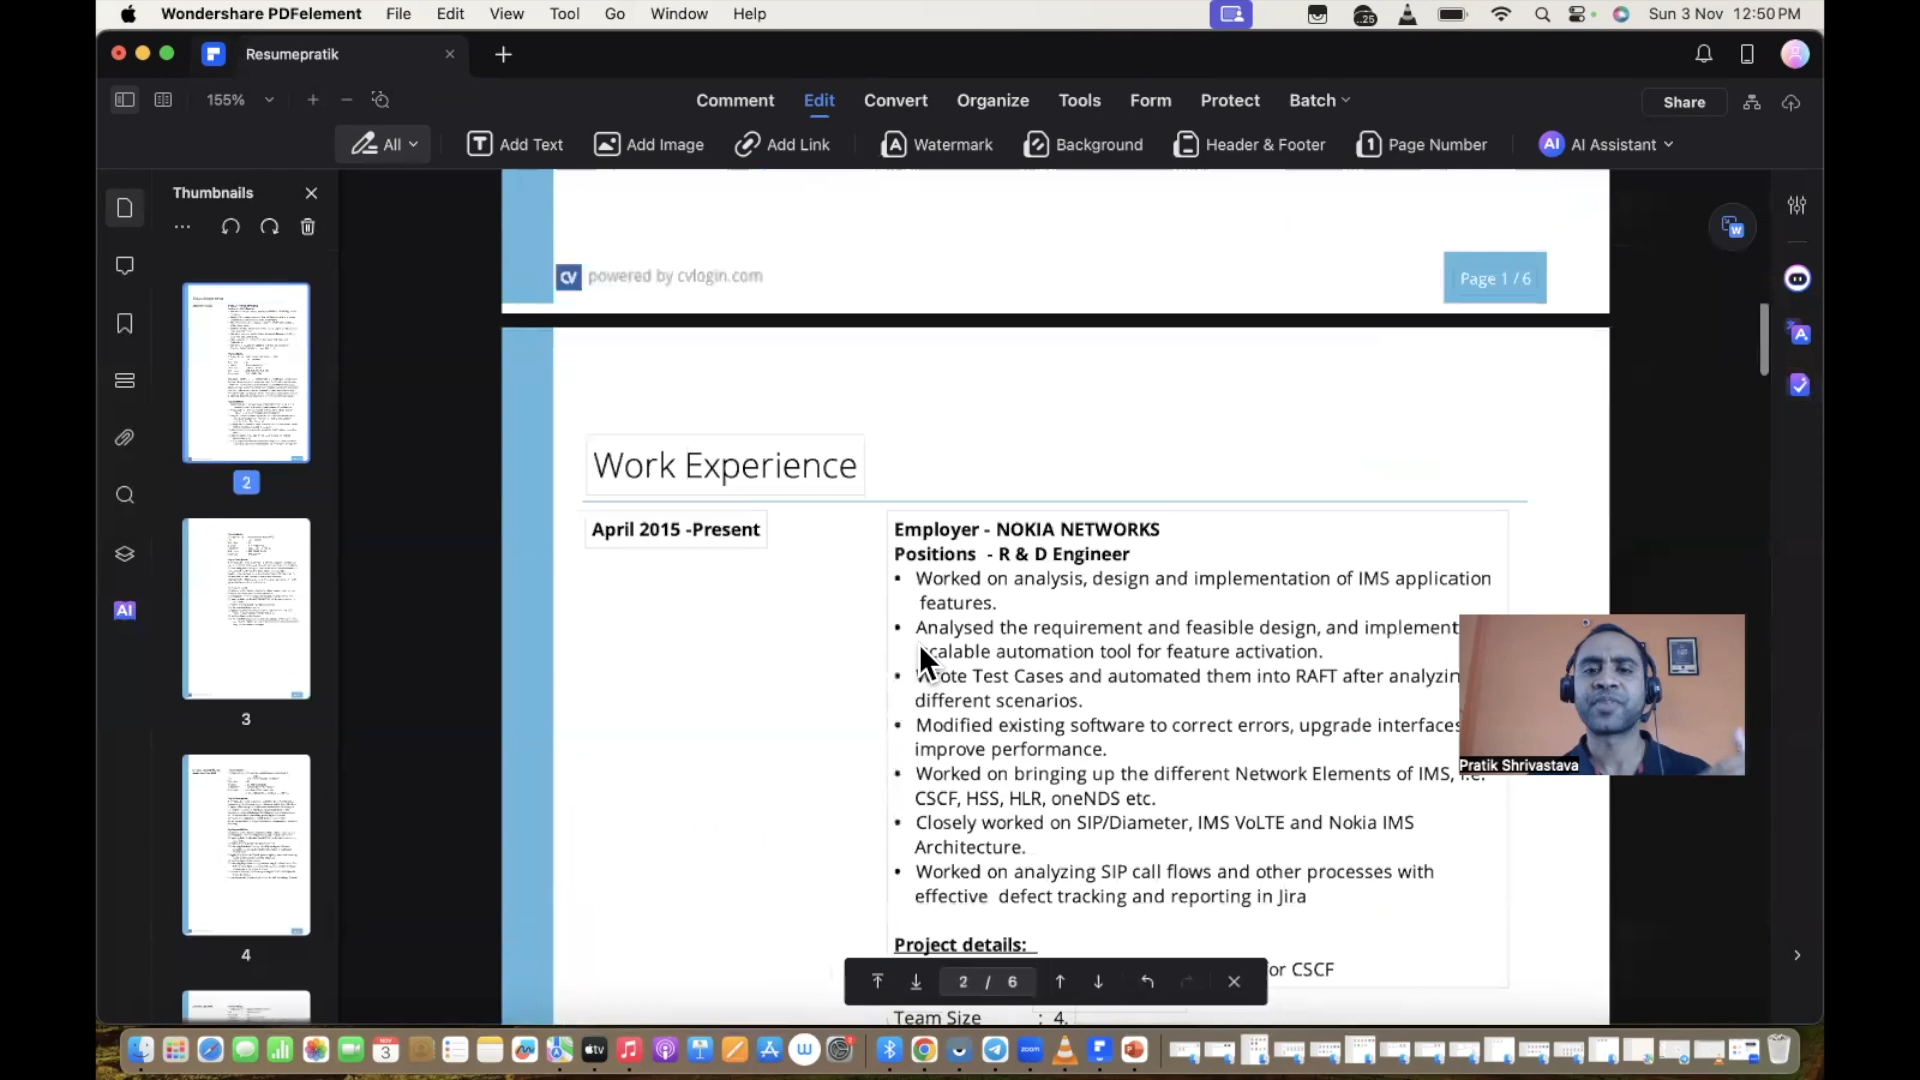 Wondershare PDFelement File Edit View Tool Go Window Help Sun 3 Nov 12:50 PM
Resumepratik
155% Comment Edit Convert Organize Tools Form Protect Batch Share
All Add Text Add Image Add Link Watermark Background Header & Footer Page Number AI AI Assistant
Thumbnails
2
3
4
AI
CV powered by cvlogin.com
Page 1 / 6
Work Experience
April 2015 -Present
Employer - NOKIA NETWORKS
Positions - R & D Engineer
• Worked on analysis, design and implementation of IMS application
features.
• Analysed the requirement and feasible design, and implement
scalable automation tool for feature activation.
• Wrote Test Cases and automated them into RAFT after analyzin
different scenarios.
• Modified existing software to correct errors, upgrade interfaces
improve performance.
• Worked on bringing up the different Network Elements of IMS, i.e.
CSCF, HSS, HLR, oneNDS etc.
• Closely worked on SIP/Diameter, IMS VoLTE and Nokia IMS
Architecture.
• Worked on analyzing SIP call flows and other processes with
effective defect tracking and reporting in Jira
Project details:
or CSCF
Team Size : 4.
2 / 6
Pratik Shrivastava